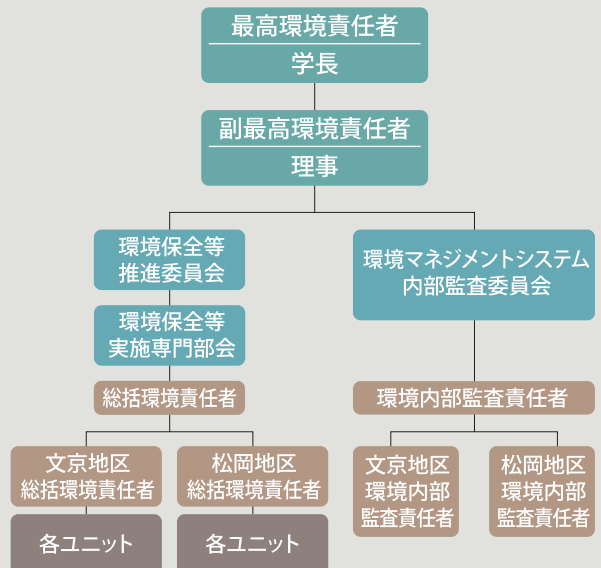 最高環境責任者
学長
副最高環境責任者
理事
環境保全等
推進委員会
環境保全等
実施専門部会
総括環境責任者
文京地区
総括環境責任者
各ユニット
松岡地区
総括環境責任者
各ユニット
環境マネジメントシステム
内部監査委員会
環境内部監査責任者
文京地区
環境内部
監査責任者
松岡地区
環境内部
監査責任者